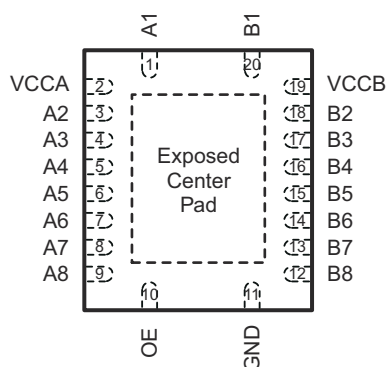 A1 B1
1 20
VCCA 2 19 VCCB
A2 3 18 B2
A3 4 17 B3
A4 5 16 B4
A5 6 15 B5
A6 7 14 B6
A7 8 13 B7
A8 9 12 B8
Exposed
Center
Pad
10 11
OE GND